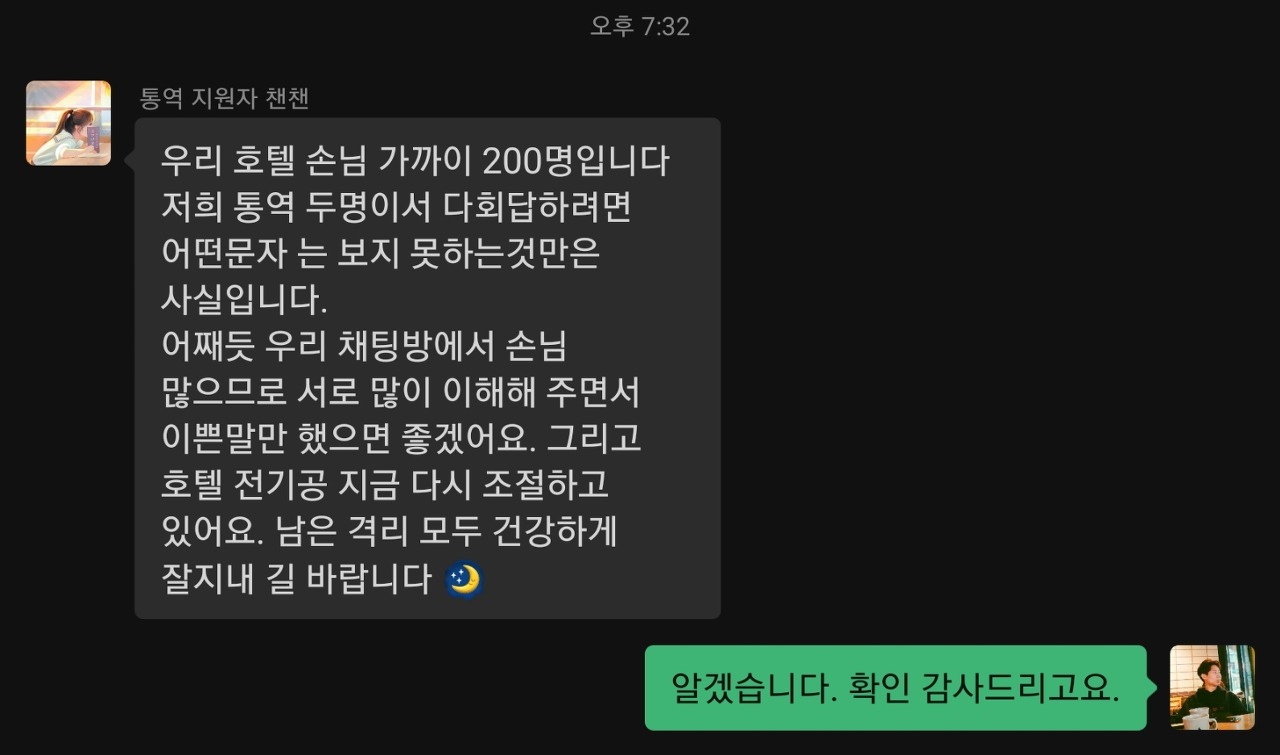 오후 7:32
통역 지원자 챈챈
우리 호텔 손님 가까이 200명입니다
저희 통역 두명이서 다회답하려면
어떤문자 는 보지 못하는것만은
사실입니다.
어째듯 우리 채팅방에서 손님
많으므로 서로 많이 이해해 주면서
이쁜말만 했으면 좋겠어요. 그리고
호텔 전기공 지금 다시 조절하고
있어요. 남은 격리 모두 건강하게
잘지내 길 바랍니다 🌙
알겠습니다. 확인 감사드리고요.